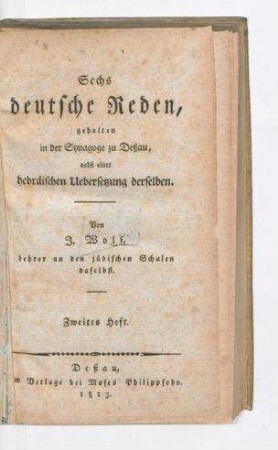 Sechs
deutsche Reden,
gehalten
in der Synagoge zu Deßau,
nebst einer
hebräischen Uebersetzung derselben.
Von
J. Wolf,
Lehrer an den jüdischen Schulen
daselbst.
Zweites Heft.
Deßau,
m Verlage bei Moses Philippsohn.
1813.